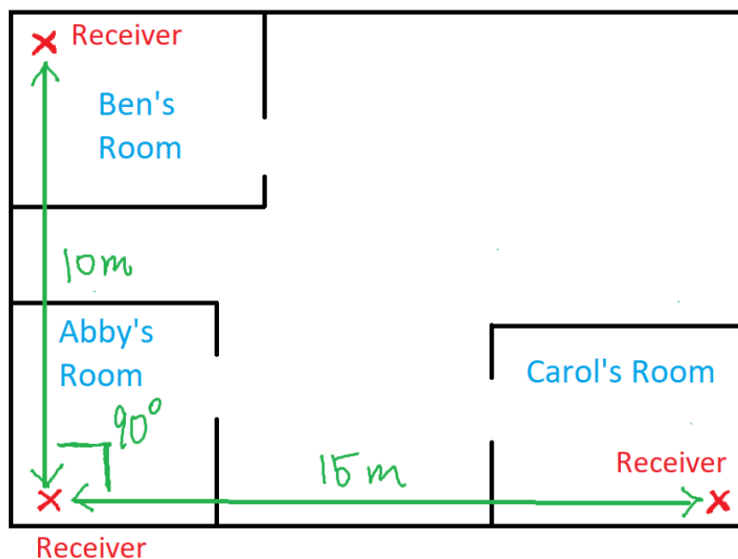 Receiver
Ben's
Room
10m
Abby's
Room
Carol's Room
90°
15m
Receiver
Receiver